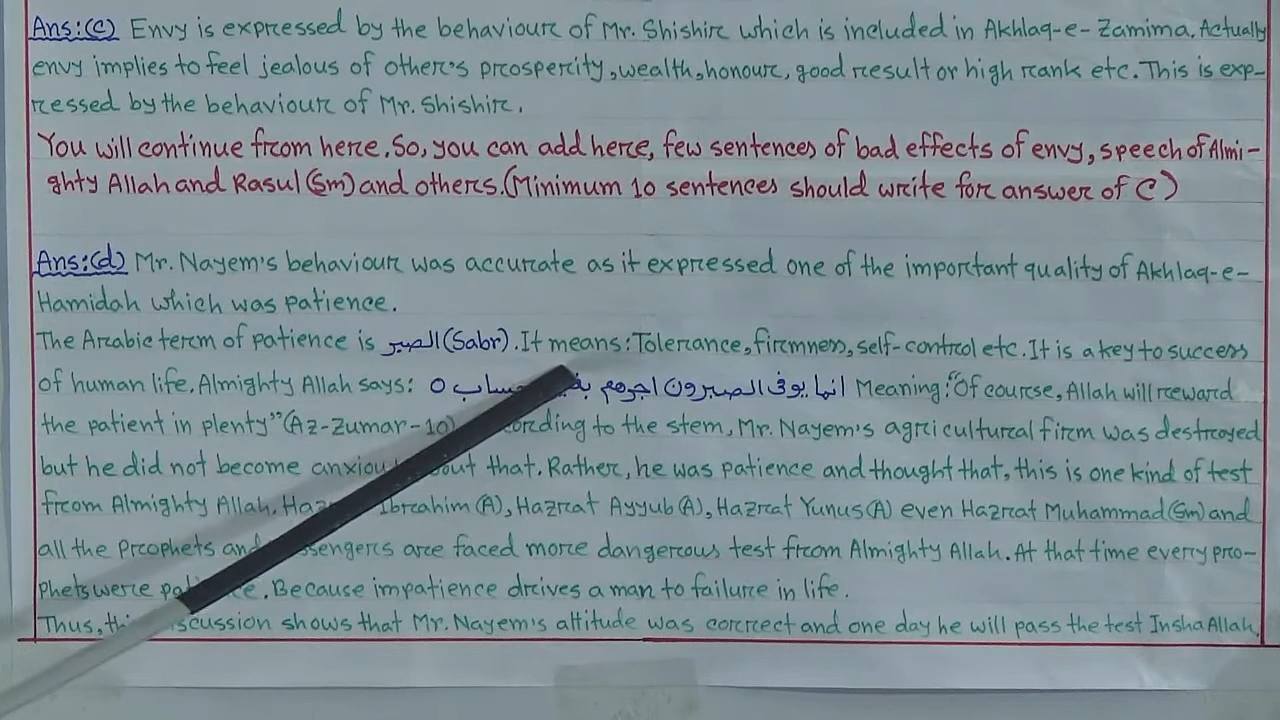 Ans:(c) Envy is expressed by the behaviour of Mr. Shishir which is included in Akhlaq-e-Zamima. Actually
envy implies to feel jealous of other's prosperity, wealth, honour, good result or high rank etc. This is exp-
ressed by the behaviour of Mr. Shishir.
You will continue from here. So, you can add here, few sentences of bad effects of envy, speech of Almi-
ghty Allah and Rasul (Sm) and others. (Minimum 10 sentences should write for answer of C)
Ans:(d) Mr. Nayem's behaviour was accurate as it expressed one of the important quality of Akhlaq-e-
Hamidah which was patience.
The Arabic term of patience is الصبر (Sabr). It means: Tolerance, firmness, self-control etc. It is a key to success
of human life. Almighty Allah says: انما يوفى الصبرون اجرهم Meaning: "Of course, Allah will reward
the patient in plenty" (Az-Zumar-10) to the stem, Mr. Nayem's agricultural firm was destroyed
but he did not become that. Rather, he was patience and thought that, this is one kind of test
from Almighty Allah. Ibrahim (A), Hazrat Ayyub (A), Hazrat Yunus (A) even Hazrat Muhammad (Sm) and
all the Prophets are faced more dangerous test from Almighty Allah. At that time every pro-
phets were Because impatience drives a man to failure in life.
Thus, shows that Mr. Nayem's attitude was correct and one day he will pass the test InshaAllah.